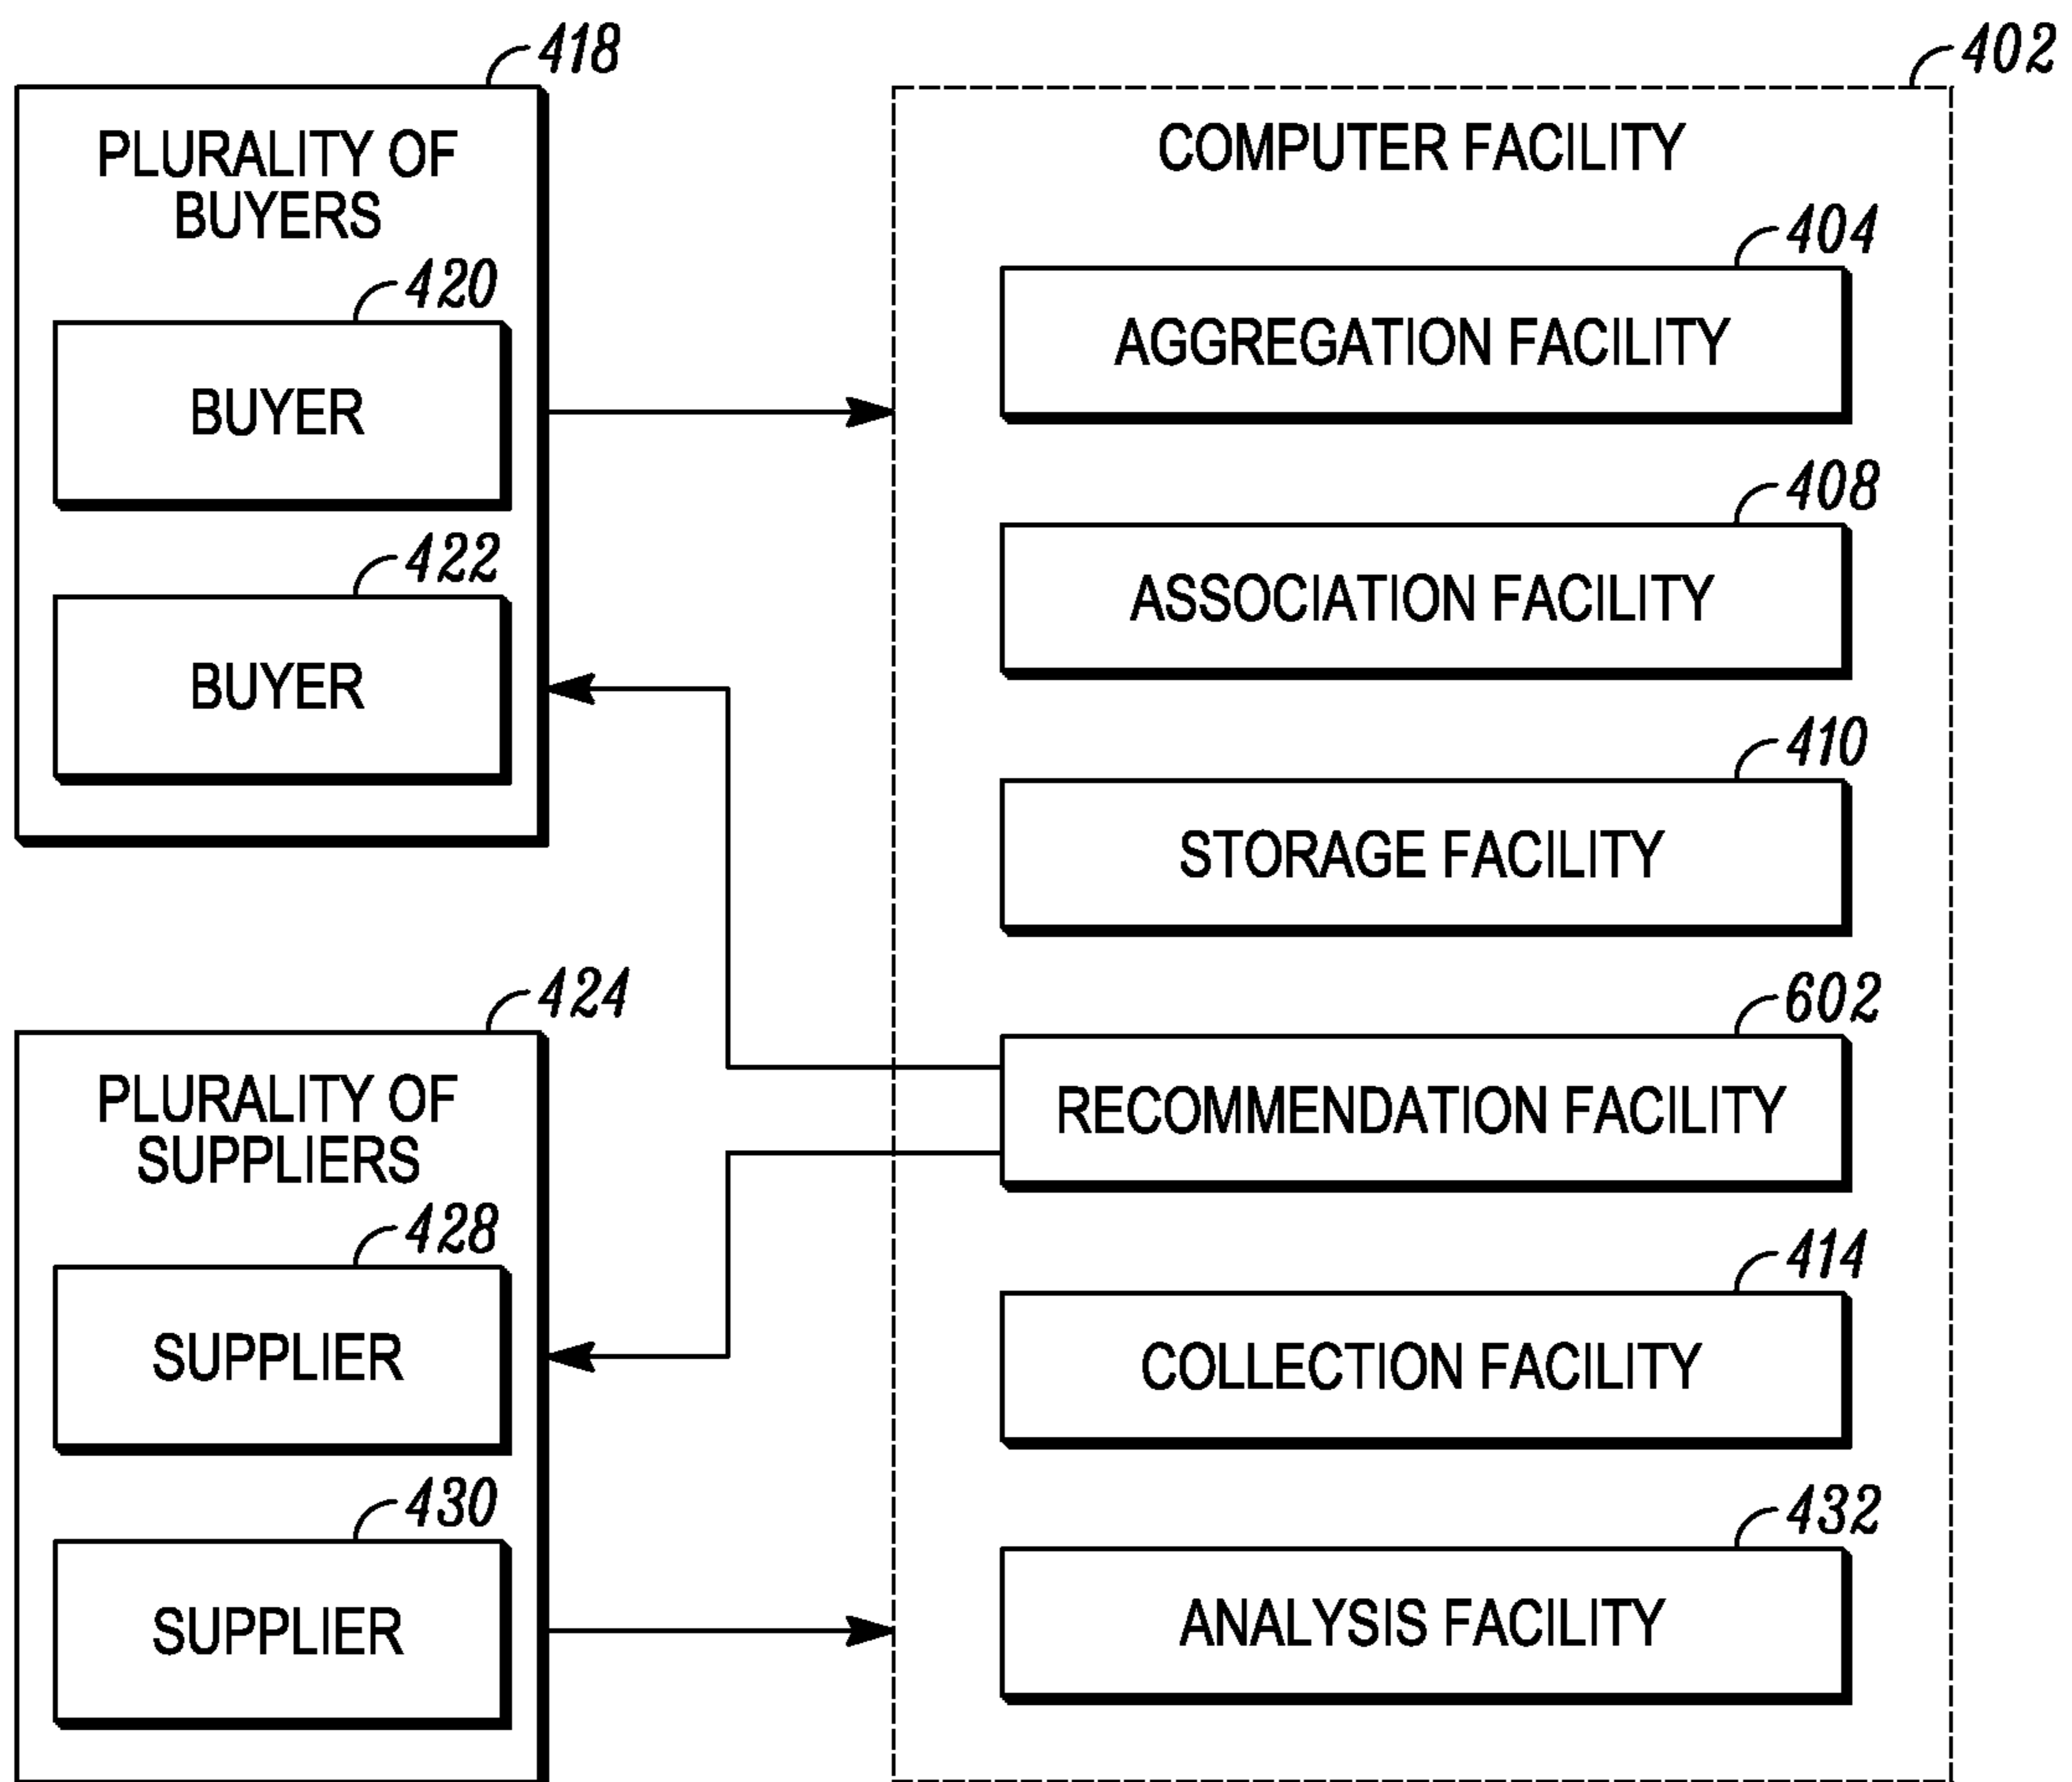 418
PLURALITY OF
BUYERS
420
BUYER
422
BUYER
424
PLURALITY OF
SUPPLIERS
428
SUPPLIER
430
SUPPLIER
402
COMPUTER FACILITY
404
AGGREGATION FACILITY
408
ASSOCIATION FACILITY
410
STORAGE FACILITY
602
RECOMMENDATION FACILITY
414
COLLECTION FACILITY
432
ANALYSIS FACILITY